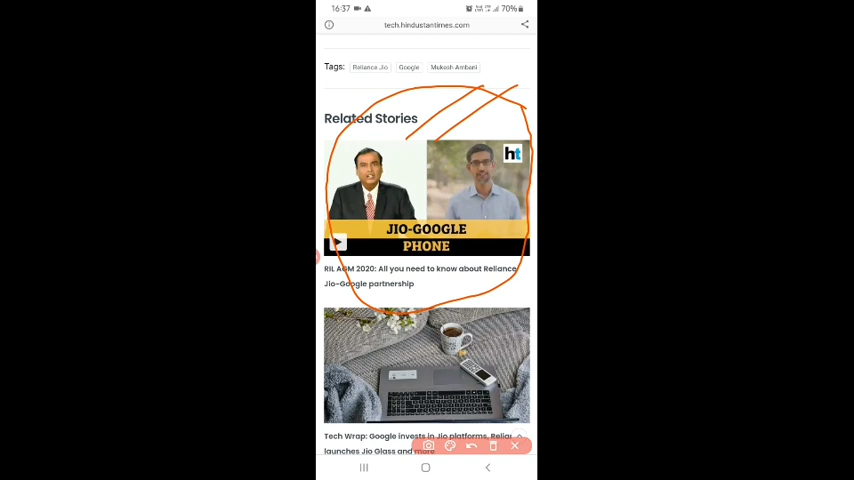 16:37
70%
tech.hindustantimes.com
Tags: Reliance Jio Google Mukesh Ambani
Related Stories
ht
JIO-GOOGLE
PHONE
RIL AGM 2020: All you need to know about Reliance
Jio-Google partnership
Tech Wrap: Google invests in Jio platforms, Relian
launches Jio Glass and more